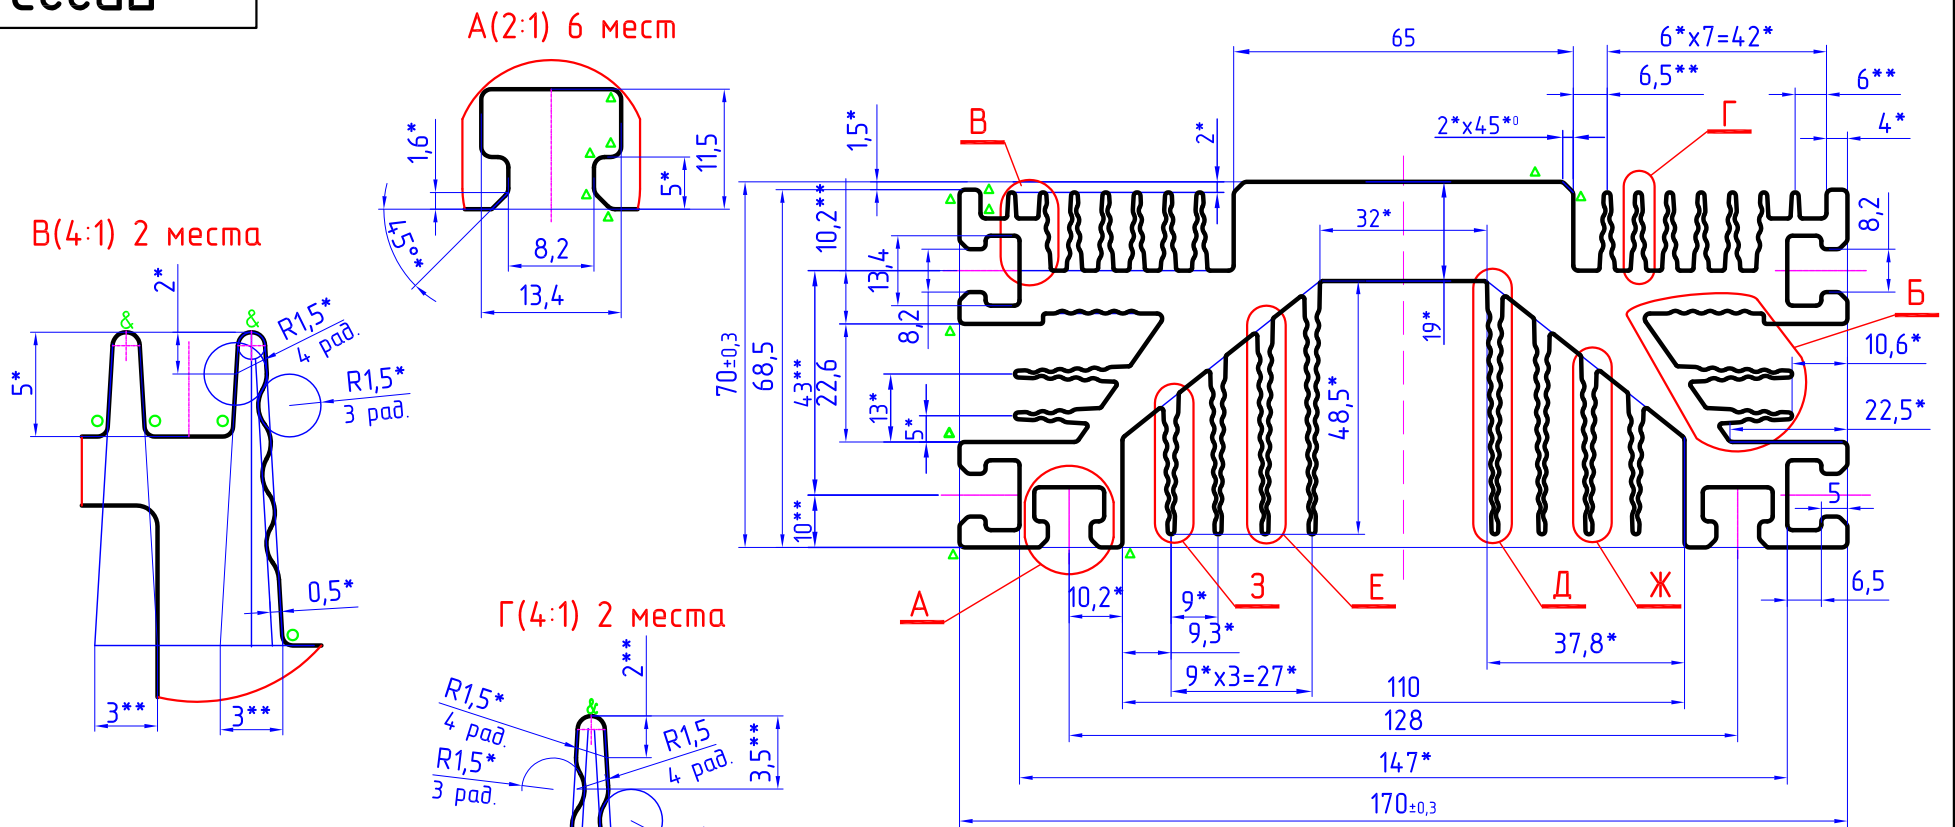 А(2:1) 6 мест
1,6*
11,5
5*
45°*
8,2
13,4
В(4:1) 2 места
2*
&
&
R1,5*
4 рад.
R1,5*
3 рад.
5*
0,5*
3**
3**
Г(4:1) 2 места
2**
R1,5*
4 рад.
R1,5*
3 рад.
&
R1,5
4 рад.
3,5**
65
6*x7=42*
6,5**
6**
4*
1,5*
В
2*
2*x45*⁰
Г
10,2**
32*
8,2
13,4
8,2
19*
Б
10,6*
70±0,3
68,5
43**
22,6
13*
5*
48,5*
22,5*
10**
5
А
10,2*
9*
З
Е
Д
Ж
6,5
9,3*
37,8*
9*x3=27*
110
128
147*
170±0,3